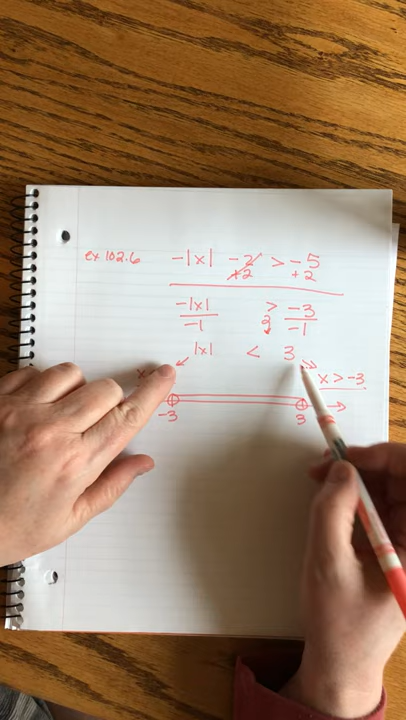 ex 102.6 -|x| -2 > -5
+2 +2
-|x| > -3
-1 -1
|x| < 3
x x > -3
-3 3